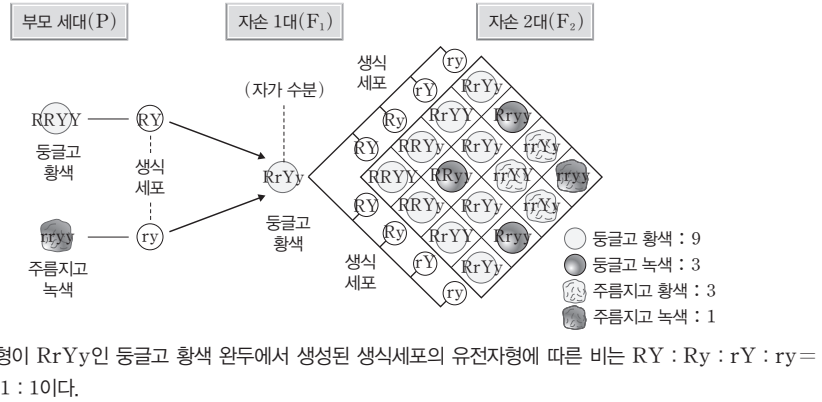 부모 세대(P)
자손 1대(F₁)
자손 2대(F₂)
RRYY
둥글고
황색
RY
생식
세포
rryy
주름지고
녹색
ry
(자가 수분)
RrYy
둥글고
황색
생식
세포
ry
rY
Ry
RY
RY
Ry
rY
ry
생식
세포
RrYy
RrYY
Rryy
RRYy
RrYy
rrYy
RRYY
RRyy
rrYY
rryy
RRYy
RrYy
rrYy
RrYY
Rryy
RrYy
둥글고 황색 : 9
둥글고 녹색 : 3
주름지고 황색 : 3
주름지고 녹색 : 1
형이 RrYy인 둥글고 황색 완두에서 생성된 생식세포의 유전자형에 따른 비는 RY : Ry : rY : ry=
1 : 1이다.